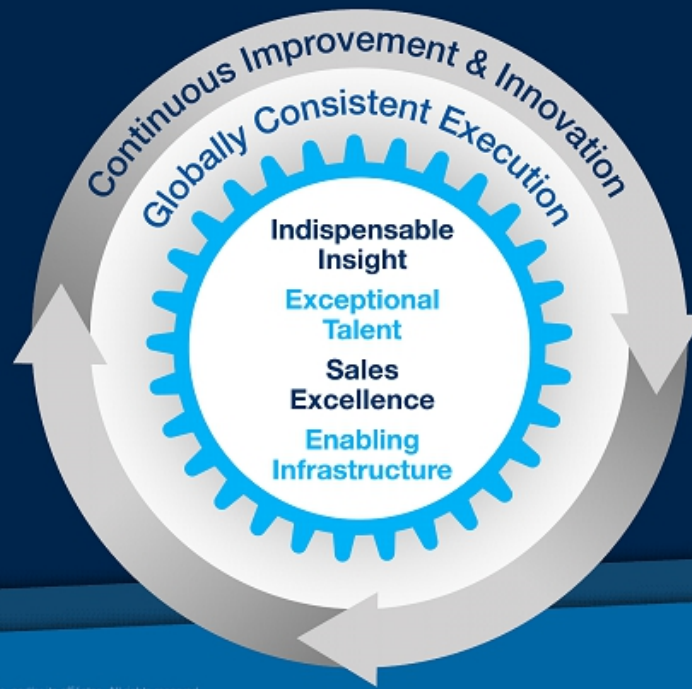 Continuous Improvement & Innovation
Globally Consistent Execution
Indispensable
Insight
Exceptional
Talent
Sales
Excellence
Enabling
Infrastructure